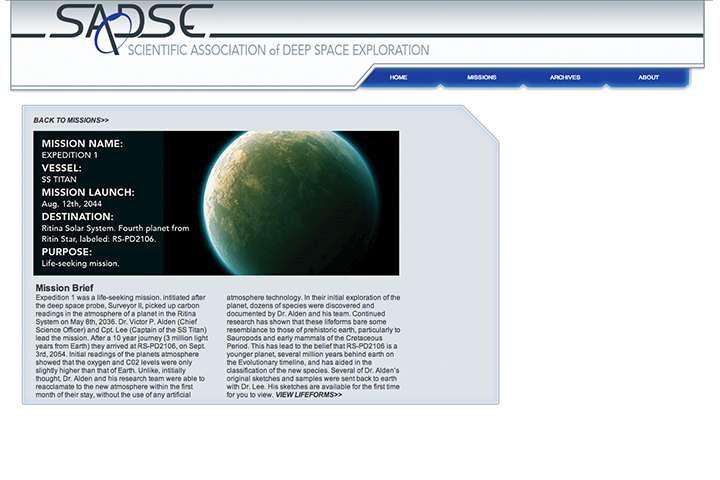 SADSE
SCIENTIFIC ASSOCIATION of DEEP SPACE EXPLORATION
HOME MISSIONS ARCHIVES ABOUT
BACK TO MISSIONS>>
MISSION NAME:
EXPEDITION 1
VESSEL:
SS TITAN
MISSION LAUNCH:
Aug. 12th, 2044
DESTINATION:
Ritina Solar System. Fourth planet from
Ritin Star, labeled: RS-PD2106.
PURPOSE:
Life-seeking mission.
Mission Brief
Expedition 1 was a life-seeking mission. intitiated after
the deep space probe, Surveyor II, picked up carbon
readings in the atmosphere of a planet in the Ritina
System on May 8th, 2036. Dr. Victor P. Alden (Chief
Science Officer) and Cpt. Lee (Captain of the SS Titan)
lead the mission. After a 10 year journey (3 million light
years from Earth) they arrived at RS-PD2106, on Sept.
3rd, 2054. Initial readings of the planets atmosphere
showed that the oxygen and C02 levels were only
slightly higher than that of Earth. Unlike, intitially
thought, Dr. Alden and his research team were able to
reacclamate to the new atmosphere within the first
month of their stay, without the use of any artificial
atmosphere technology. In their initial exploration of the
planet, dozens of species were discovered and
documented by Dr. Alden and his team. Continued
research has shown that these lifeforms bare some
resemblance to those of prehistoric earth, particularly to
Sauropods and early mammals of the Cretaceous
Period. This has lead to the belief that RS-PD2106 is a
younger planet, several million years behind earth on
the Evolutionary timeline, and has aided in the
classification of the new species. Several of Dr. Alden's
original sketches and samples were sent back to earth
with Dr. Lee. His sketches are available for the first time
for you to view. VIEW LIFEFORMS>>